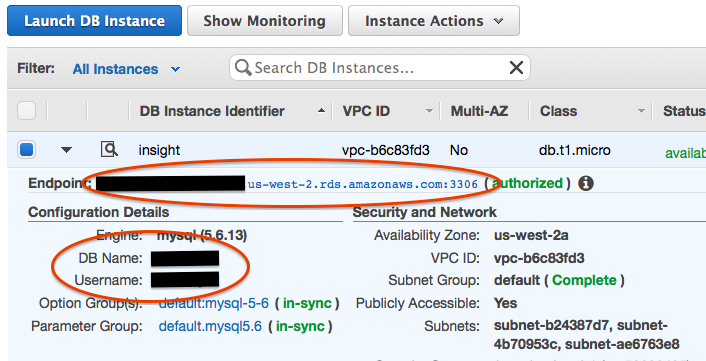 Launch DB Instance Show Monitoring Instance Actions
Filter: All Instances Search DB Instances...
DB Instance Identifier VPC ID Multi-AZ Class Status
insight vpc-b6c83fd3 No db.t1.micro availab
Endpoint: us-west-2.rds.amazonaws.com:3306 ( authorized )
Configuration Details Security and Network
Engine: mysql (5.6.13) Availability Zone: us-west-2a
DB Name: VPC ID: vpc-b6c83fd3
Username: Subnet Group: default ( Complete )
Option Group(s): default:mysql-5-6 ( in-sync ) Publicly Accessible: Yes
Parameter Group: default.mysql5.6 ( in-sync ) Subnets: subnet-b24387d7, subnet-
4b70953c, subnet-ae6763e8